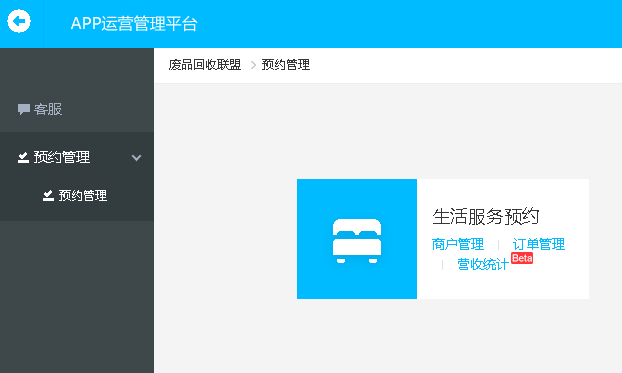 APP运营管理平台
废品回收联盟 > 预约管理
客服
预约管理
预约管理
生活服务预约
商户管理 | 订单管理
| 营收统计 Beta